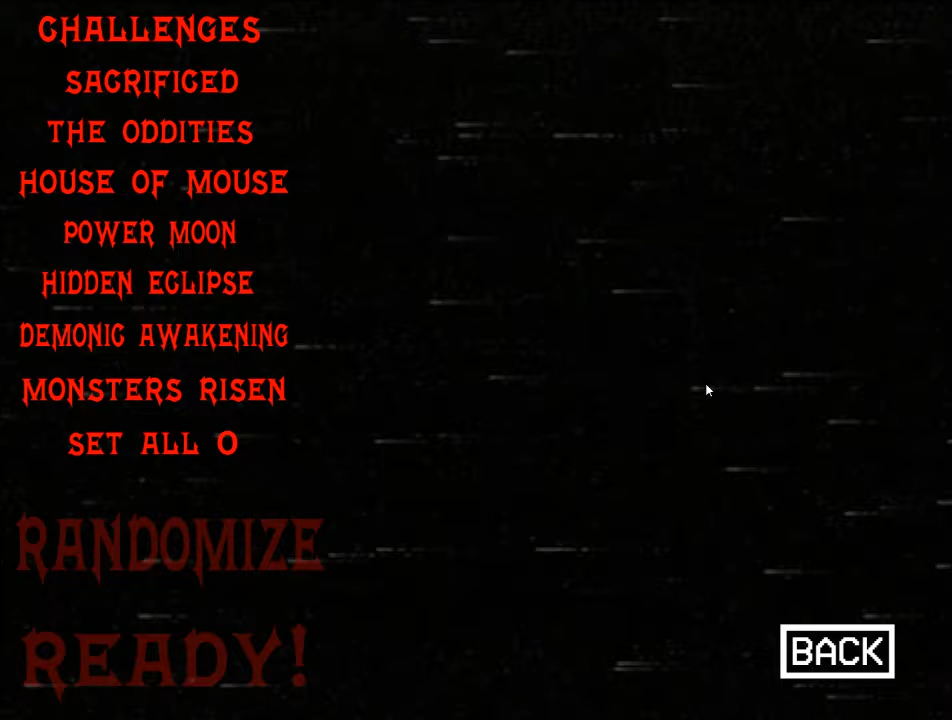 CHALLENGES
SACRIFICED
THE ODDITIES
HOUSE OF MOUSE
POWER MOON
HIDDEN ECLIPSE
DEMONIC AWAKENING
MONSTERS RISEN
SET ALL 0
RANDOMIZE
READY!
BACK